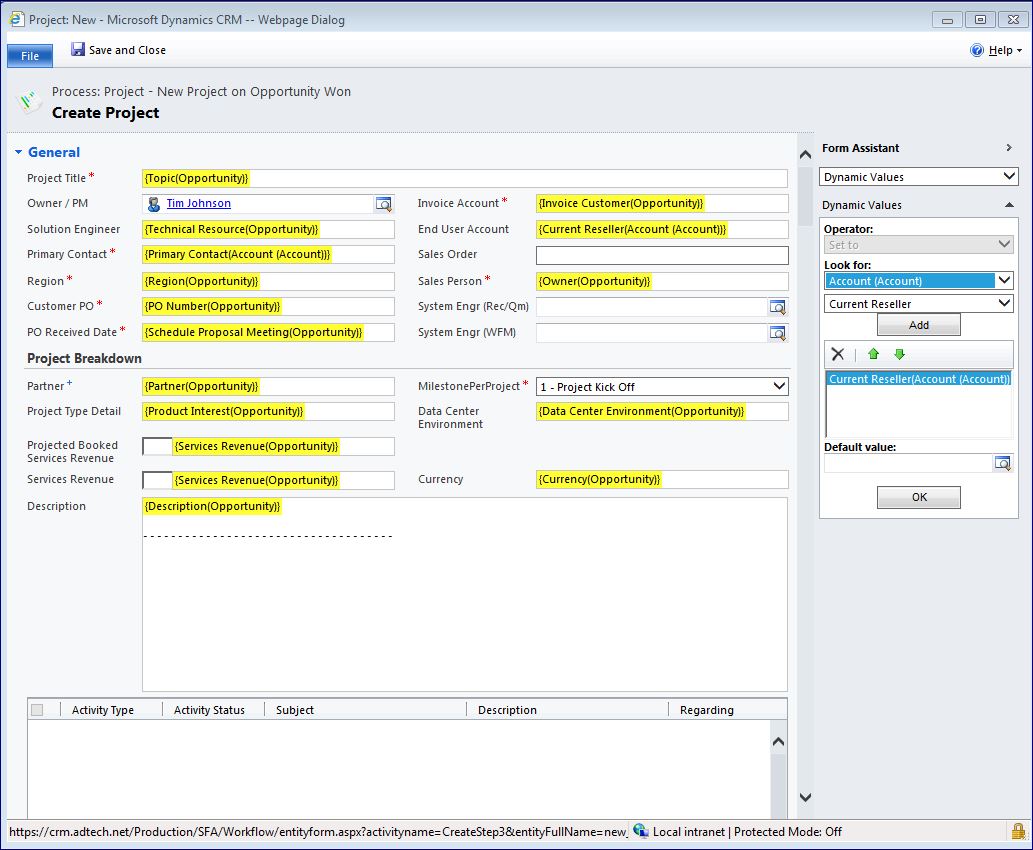 Project: New - Microsoft Dynamics CRM -- Webpage Dialog
File
Save and Close
Help
Process: Project - New Project on Opportunity Won
Create Project
General
Project Title *
{Topic(Opportunity)}
Owner / PM
Tim Johnson
Invoice Account *
{Invoice Customer(Opportunity)}
Solution Engineer
{Technical Resource(Opportunity)}
End User Account
{Current Reseller(Account (Account))}
Primary Contact *
{Primary Contact(Account (Account))}
Sales Order
Region *
{Region(Opportunity)}
Sales Person *
{Owner(Opportunity)}
Customer PO *
{PO Number(Opportunity)}
System Engr (Rec/Qm)
PO Received Date *
{Schedule Proposal Meeting(Opportunity)}
System Engr (WFM)
Project Breakdown
Partner +
{Partner(Opportunity)}
MilestonePerProject *
1 - Project Kick Off
Project Type Detail
{Product Interest(Opportunity)}
Data Center
Environment
{Data Center Environment(Opportunity)}
Projected Booked
Services Revenue
{Services Revenue(Opportunity)}
Services Revenue
{Services Revenue(Opportunity)}
Currency
{Currency(Opportunity)}
Description
{Description(Opportunity)}
- - - - - - - - - - - - - - - - - - - - - - - - - - - - - - - - - - -
Activity Type
Activity Status
Subject
Description
Regarding
Form Assistant
Dynamic Values
Dynamic Values
Operator:
Set to
Look for:
Account (Account)
Current Reseller
Add
Current Reseller(Account (Account))
Default value:
OK
https://crm.adtech.net/Production/SFA/Workflow/entityform.aspx?activityname=CreateStep3&entityFullName=new_
Local intranet | Protected Mode: Off